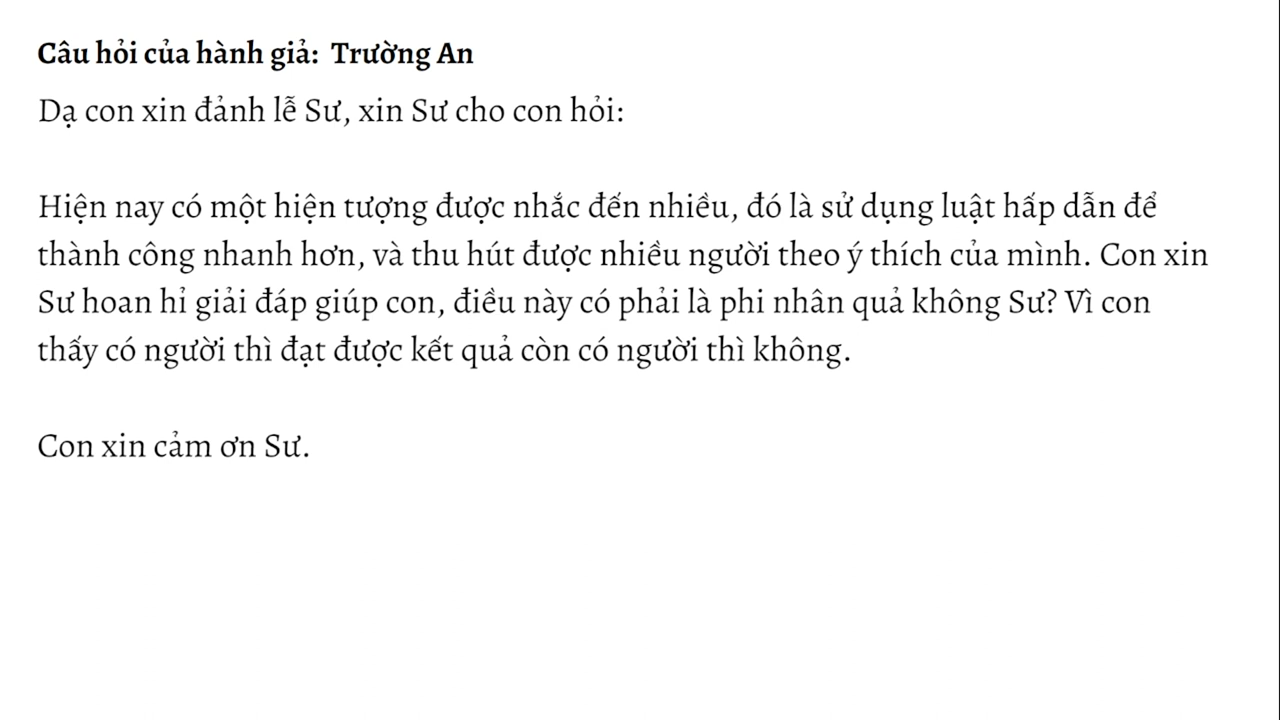 Câu hỏi của hành giả: Trường An
Dạ con xin đảnh lễ Sư, xin Sư cho con hỏi:
Hiện nay có một hiện tượng được nhắc đến nhiều, đó là sử dụng luật hấp dẫn để
thành công nhanh hơn, và thu hút được nhiều người theo ý thích của mình. Con xin
Sư hoan hỉ giải đáp giúp con, điều này có phải là phi nhân quả không Sư? Vì con
thấy có người thì đạt được kết quả còn có người thì không.
Con xin cảm ơn Sư.